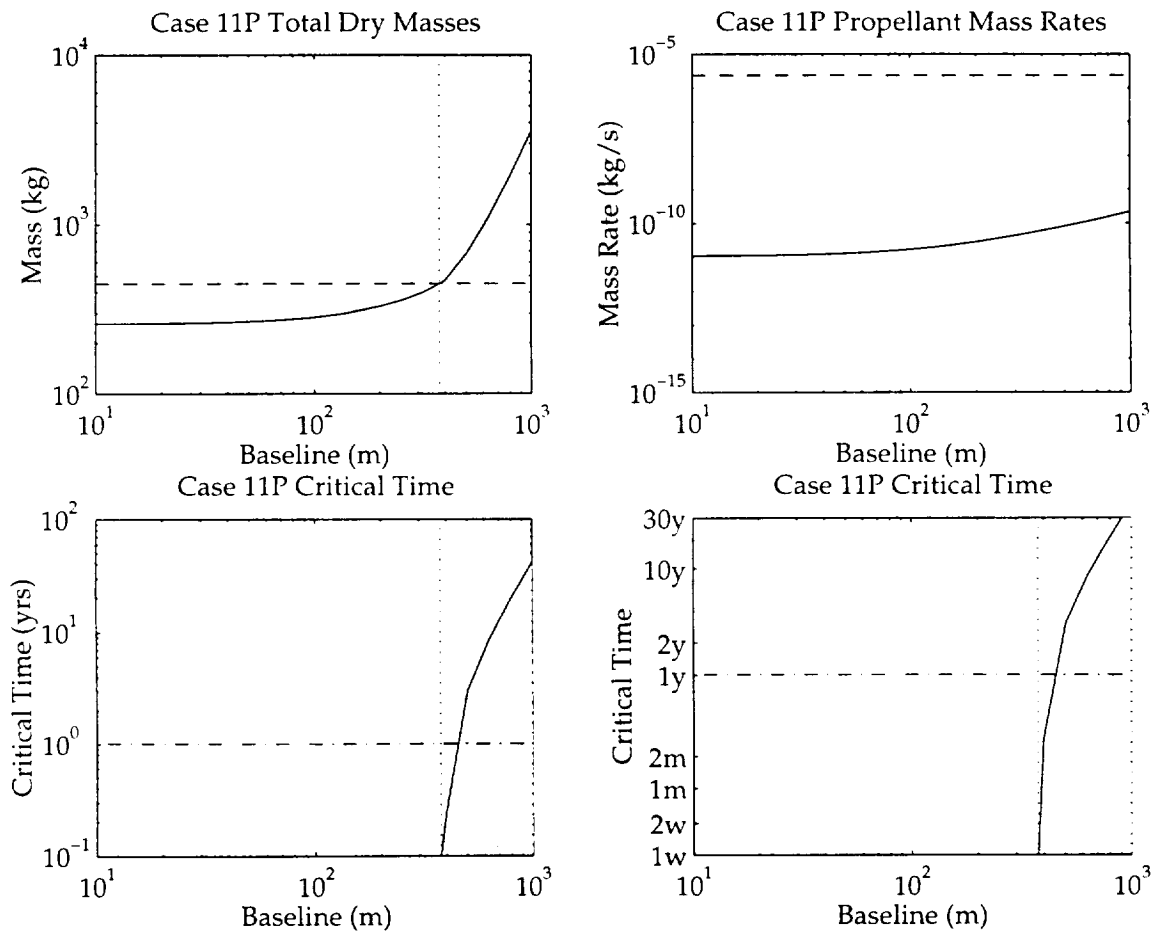 Case 11P Total Dry Masses
10^4
10^3
10^2
Mass (kg)
10^1
10^2
10^3
Baseline (m)
Case 11P Propellant Mass Rates
10^-5
10^-10
10^-15
Mass Rate (kg/s)
10^1
10^2
10^3
Baseline (m)
Case 11P Critical Time
10^2
10^1
10^0
10^-1
Critical Time (yrs)
10^1
10^2
10^3
Baseline (m)
Case 11P Critical Time
30y
10y
2y
1y
2m
1m
2w
1w
Critical Time
10^1
10^2
10^3
Baseline (m)